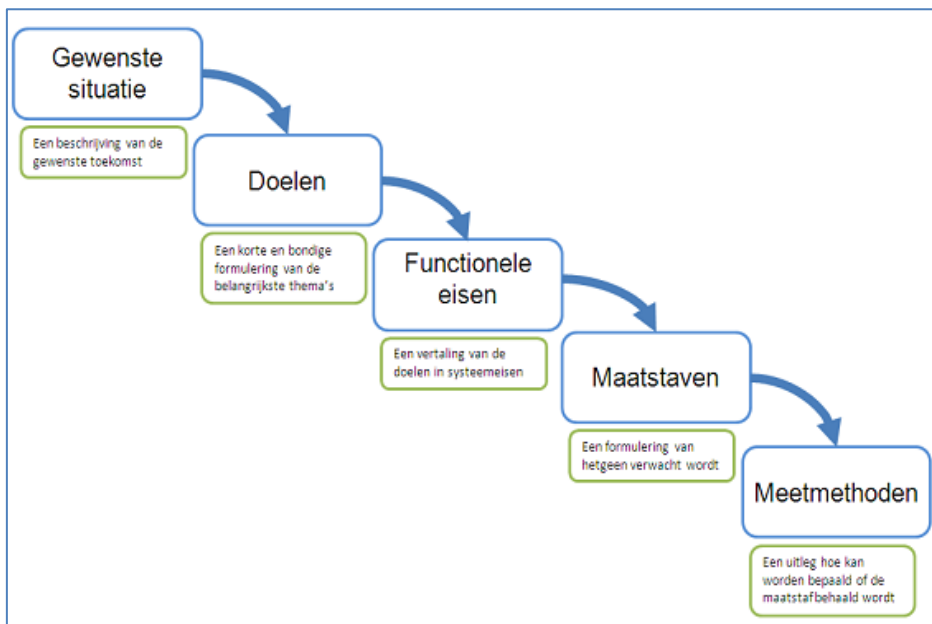 Gewenste
situatie
Een beschrijving van de
gewenste toekomst
Doelen
Een korte en bondige
formulering van de
belangrijkste thema's
Functionele
eisen
Een vertaling van de
doelen in systeemeisen
Maatstaven
Een formulering van
hetgeen verwacht wordt
Meetmethoden
Een uitleg hoe kan
worden bepaald of de
maatstafbehaald wordt